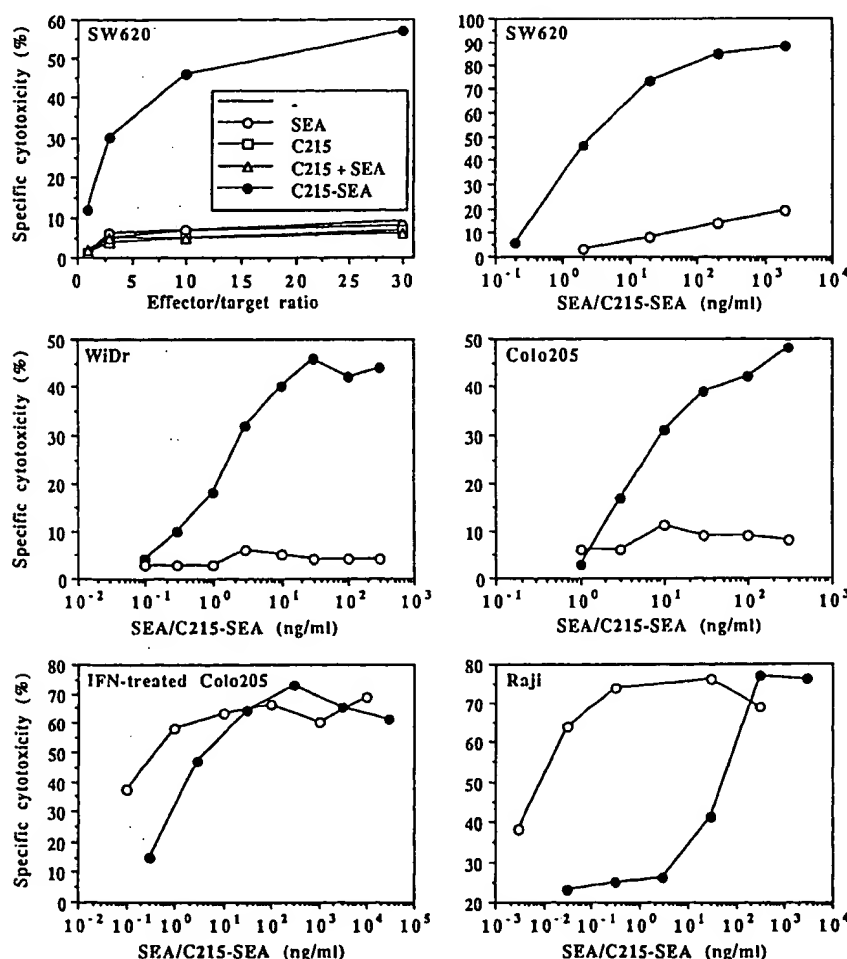 SW620
Specific cytotoxicity (%)
60
50
40
30
20
10
0
-
SEA
C215
C215 + SEA
C215-SEA
0 5 10 15 20 25 30
Effector/target ratio
SW620
100
90
80
70
60
50
40
30
20
10
0
10-1 100 101 102 103 104
SEA/C215-SEA (ng/ml)
WiDr
Specific cytotoxicity (%)
50
40
30
20
10
0
10-2 10-1 100 101 102 103
SEA/C215-SEA (ng/ml)
Colo205
50
40
30
20
10
0
10-1 100 101 102 103
SEA/C215-SEA (ng/ml)
IFN-treated Colo205
Specific cytotoxicity (%)
80
70
60
50
40
30
20
10
0
10-2 10-1 100 101 102 103 104 105
SEA/C215-SEA (ng/ml)
Raji
80
70
60
50
40
30
20
10-3 10-2 10-1 100 101 102 103 104
SEA/C215-SEA (ng/ml)